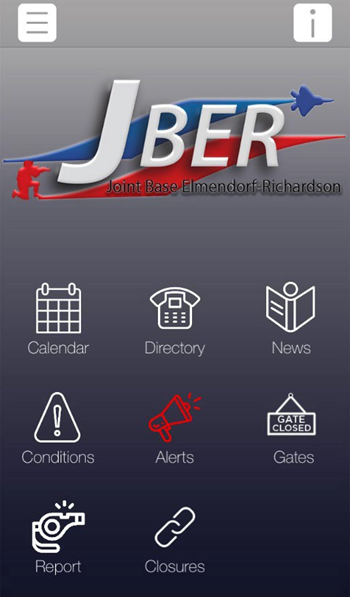 JBER
Joint Base Elmendorf-Richardson
Calendar
Directory
News
Conditions
Alerts
GATE
CLOSED
Gates
Report
Closures